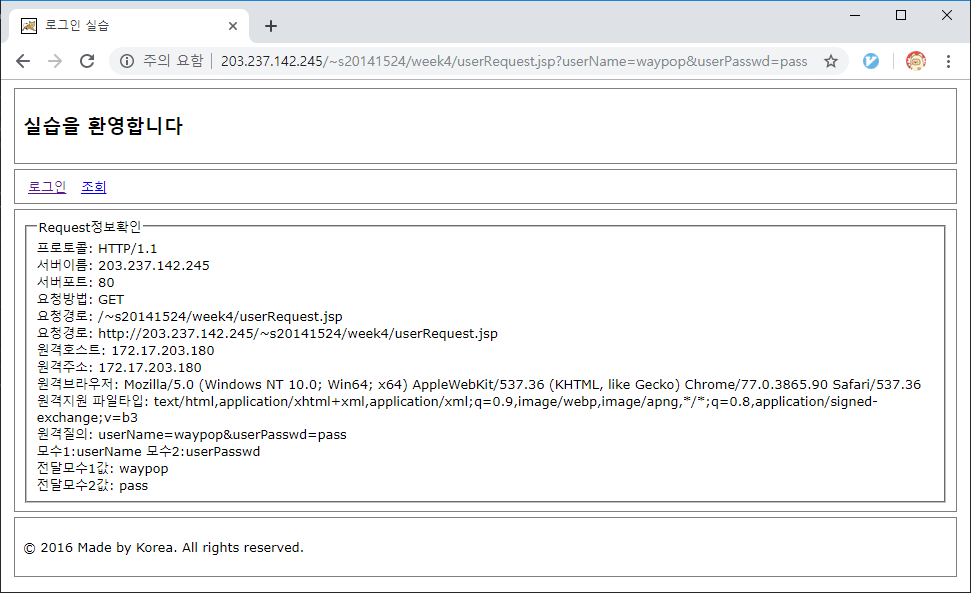 로그인 실습
주의 요함 | 203.237.142.245/~s20141524/week4/userRequest.jsp?userName=waypop&userPasswd=pass
실습을 환영합니다
로그인 조회
Request정보확인
프로토콜: HTTP/1.1
서버이름: 203.237.142.245
서버포트: 80
요청방법: GET
요청경로: /~s20141524/week4/userRequest.jsp
요청경로: http://203.237.142.245/~s20141524/week4/userRequest.jsp
원격호스트: 172.17.203.180
원격주소: 172.17.203.180
원격브라우저: Mozilla/5.0 (Windows NT 10.0; Win64; x64) AppleWebKit/537.36 (KHTML, like Gecko) Chrome/77.0.3865.90 Safari/537.36
원격지원 파일타입: text/html,application/xhtml+xml,application/xml;q=0.9,image/webp,image/apng,*/*;q=0.8,application/signed-
exchange;v=b3
원격질의: userName=waypop&userPasswd=pass
모수1:userName 모수2:userPasswd
전달모수1값: waypop
전달모수2값: pass
© 2016 Made by Korea. All rights reserved.